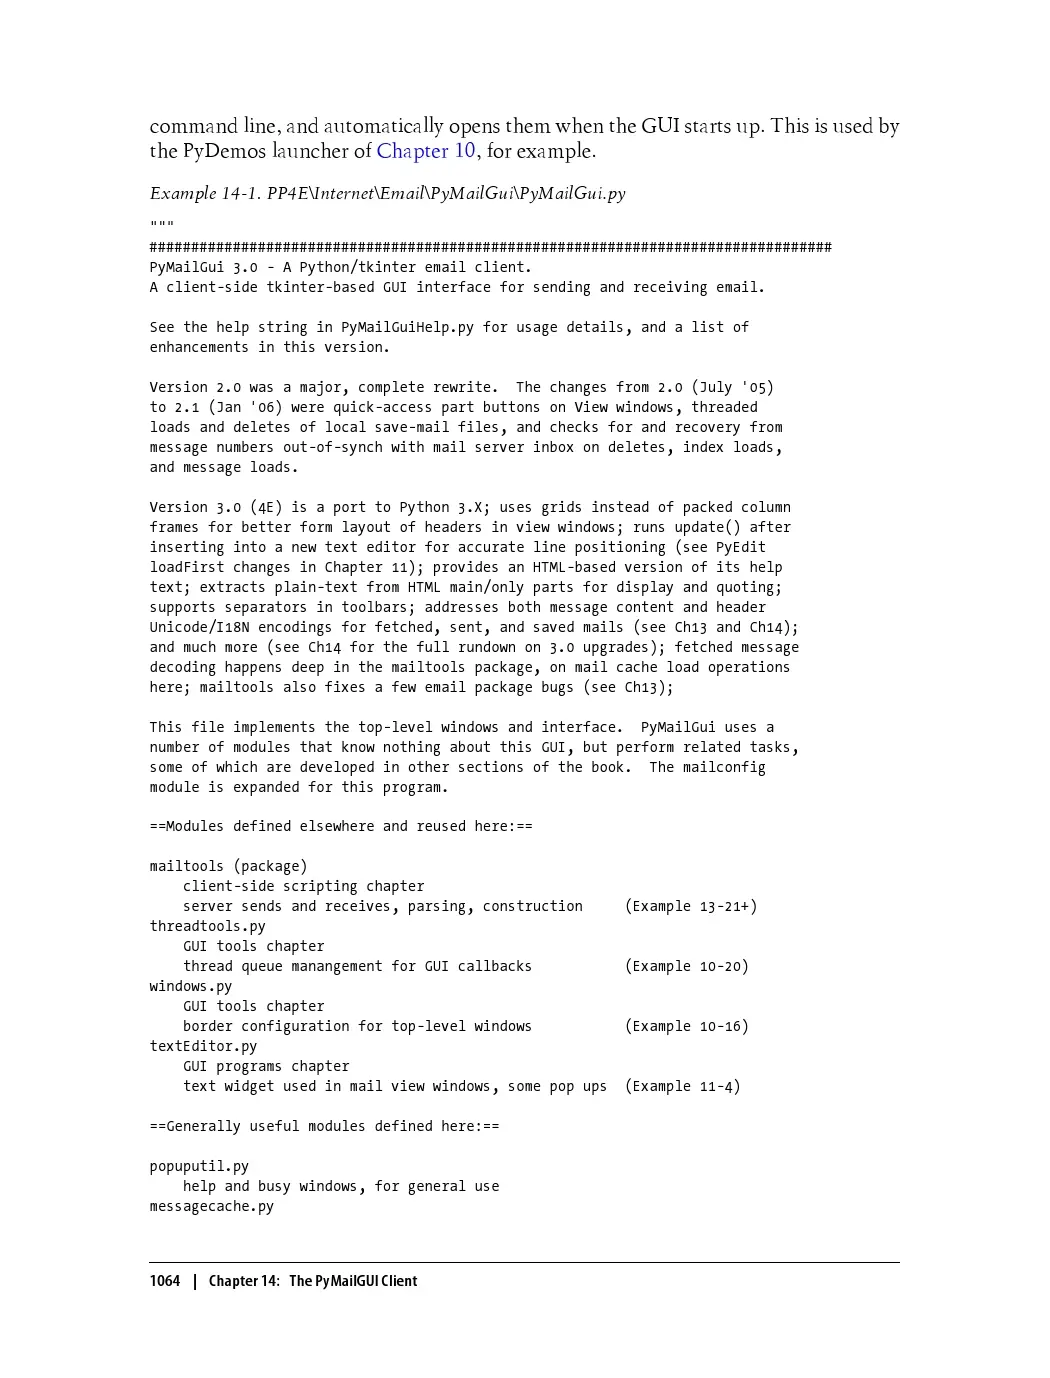 command line, and automatically opens them when the GUI starts up. This is used by
the PyDemos launcher of Chapter 10, for example.
Example 14-1. PP4E\Internet\Email\PyMailGui\PyMailGui.py
"""
##################################################################################
PyMailGui 3.0 - A Python/tkinter email client.
A client-side tkinter-based GUI interface for sending and receiving email.
See the help string in PyMailGuiHelp.py for usage details, and a list of
enhancements in this version.
Version 2.0 was a major, complete rewrite.  The changes from 2.0 (July '05)
to 2.1 (Jan '06) were quick-access part buttons on View windows, threaded
loads and deletes of local save-mail files, and checks for and recovery from
message numbers out-of-synch with mail server inbox on deletes, index loads,
and message loads.
Version 3.0 (4E) is a port to Python 3.X; uses grids instead of packed column
frames for better form layout of headers in view windows; runs update() after
inserting into a new text editor for accurate line positioning (see PyEdit
loadFirst changes in Chapter 11); provides an HTML-based version of its help
text; extracts plain-text from HTML main/only parts for display and quoting;
supports separators in toolbars; addresses both message content and header
Unicode/I18N encodings for fetched, sent, and saved mails (see Ch13 and Ch14);
and much more (see Ch14 for the full rundown on 3.0 upgrades); fetched message
decoding happens deep in the mailtools package, on mail cache load operations
here; mailtools also fixes a few email package bugs (see Ch13);
This file implements the top-level windows and interface.  PyMailGui uses a
number of modules that know nothing about this GUI, but perform related tasks,
some of which are developed in other sections of the book.  The mailconfig
module is expanded for this program.
==Modules defined elsewhere and reused here:==
mailtools (package)
    client-side scripting chapter
    server sends and receives, parsing, construction     (Example 13-21+)
threadtools.py
    GUI tools chapter
    thread queue manangement for GUI callbacks           (Example 10-20)
windows.py
    GUI tools chapter
    border configuration for top-level windows           (Example 10-16)
textEditor.py
    GUI programs chapter
    text widget used in mail view windows, some pop ups  (Example 11-4)
==Generally useful modules defined here:==
popuputil.py
    help and busy windows, for general use
messagecache.py
1064 | Chapter 14: The PyMailGUI Client